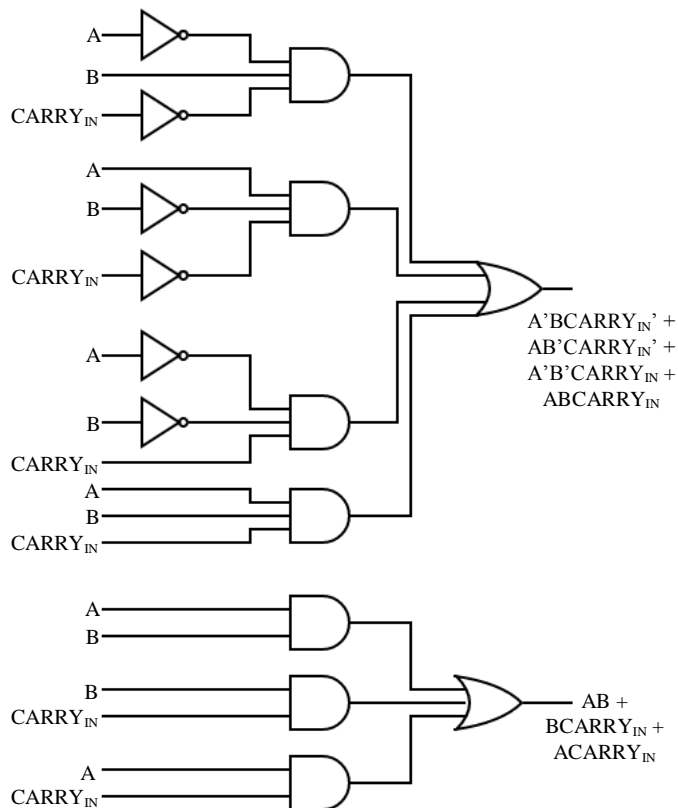 A
B
CARRY_IN
A
B
CARRY_IN
A
B
CARRY_IN
A
B
CARRY_IN
A’BCARRY_IN’ +
AB’CARRY_IN’ +
A’B’CARRY_IN +
ABCARRY_IN
A
B
B
CARRY_IN
A
CARRY_IN
AB +
BCARRY_IN +
ACARRY_IN